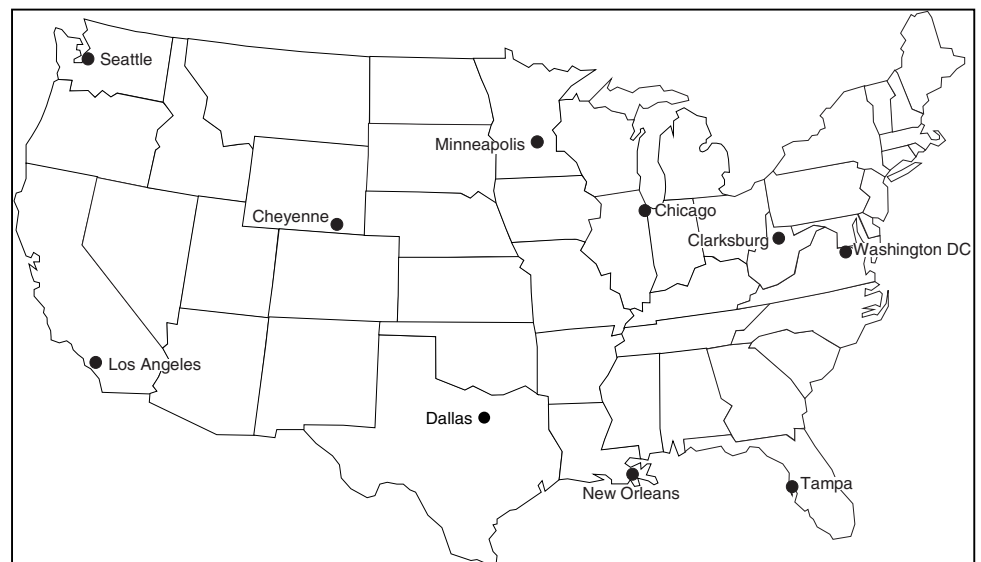 Seattle
Minneapolis
Cheyenne
Chicago
Clarksburg
Washington DC
Los Angeles
Dallas
New Orleans
Tampa